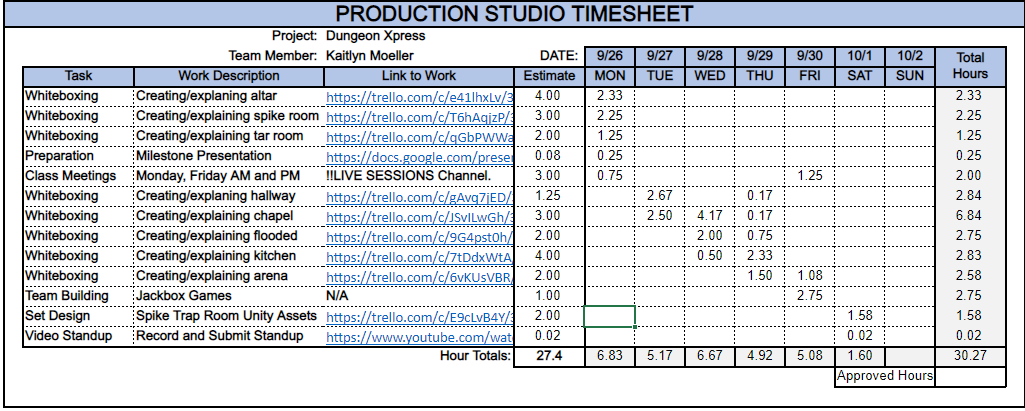 PRODUCTION STUDIO TIMESHEET
Project: Dungeon Xpress
Team Member: Kaitlyn Moeller DATE: 9/26 9/27 9/28 9/29 9/30 10/1 10/2 Total Hours
Task Work Description Link to Work Estimate MON TUE WED THU FRI SAT SUN
Whiteboxing Creating/explaning altar https://trello.com/c/e41lhxLv/3 4.00 2.33 2.33
Whiteboxing Creating/explaining spike room https://trello.com/c/T6hAqjzP/3 3.00 2.25 2.25
Whiteboxing Creating/explaining tar room https://trello.com/c/qGbPWWa 2.00 1.25 1.25
Preparation Milestone Presentation https://docs.google.com/prese 0.08 0.25 0.25
Class Meetings Monday, Friday AM and PM !!LIVE SESSIONS Channel. 3.00 0.75 1.25 2.00
Whiteboxing Creating/explaning hallway https://trello.com/c/gAvq7jED/ 1.25 2.67 0.17 2.84
Whiteboxing Creating/explaining chapel https://trello.com/c/JSvILwGh/3 3.00 2.50 4.17 0.17 6.84
Whiteboxing Creating/explaining flooded https://trello.com/c/9G4pst0h/ 2.00 2.00 0.75 2.75
Whiteboxing Creating/explaining kitchen https://trello.com/c/7tDdxWtA 4.00 0.50 2.33 2.83
Whiteboxing Creating/explaining arena https://trello.com/c/6vKUsVBR/ 2.00 1.50 1.08 2.58
Team Building Jackbox Games N/A 1.00 2.75 2.75
Set Design Spike Trap Room Unity Assets https://trello.com/c/E9cLvB4Y/3 2.00 1.58 1.58
Video Standup Record and Submit Standup https://www.youtube.com/wat 0.02 0.02 0.02
Hour Totals: 27.4 6.83 5.17 6.67 4.92 5.08 1.60 30.27
Approved Hours